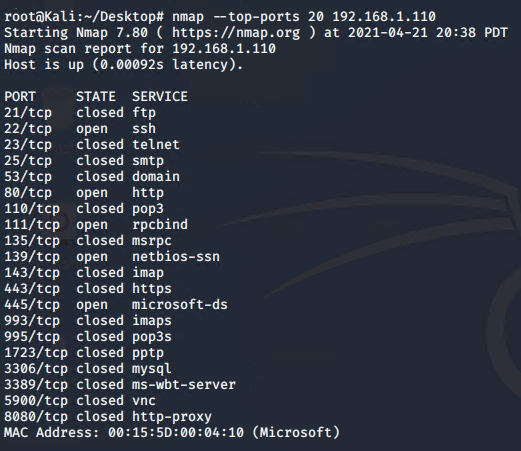 root@Kali:~/Desktop# nmap --top-ports 20 192.168.1.110
Starting Nmap 7.80 ( https://nmap.org ) at 2021-04-21 20:38 PDT
Nmap scan report for 192.168.1.110
Host is up (0.00092s latency).

PORT     STATE  SERVICE
21/tcp   closed ftp
22/tcp   open   ssh
23/tcp   closed telnet
25/tcp   closed smtp
53/tcp   closed domain
80/tcp   open   http
110/tcp  closed pop3
111/tcp  open   rpcbind
135/tcp  closed msrpc
139/tcp  open   netbios-ssn
143/tcp  closed imap
443/tcp  closed https
445/tcp  open   microsoft-ds
993/tcp  closed imaps
995/tcp  closed pop3s
1723/tcp closed pptp
3306/tcp closed mysql
3389/tcp closed ms-wbt-server
5900/tcp closed vnc
8080/tcp closed http-proxy
MAC Address: 00:15:5D:00:04:10 (Microsoft)